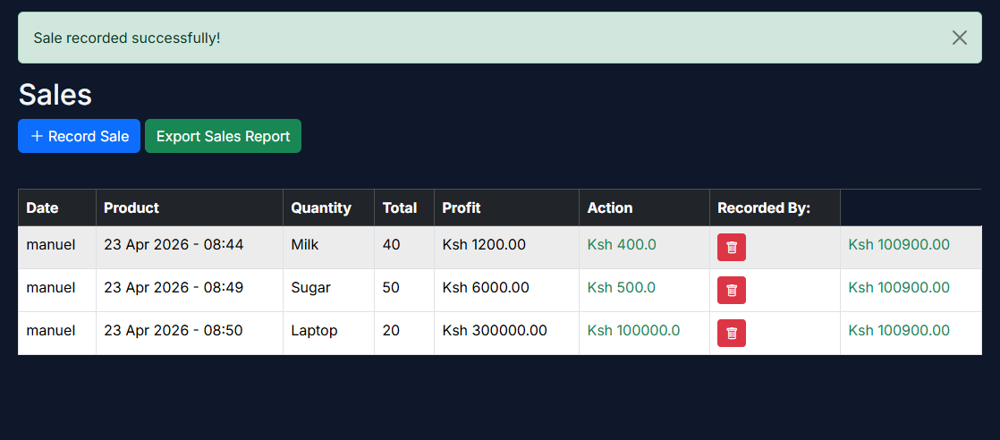 Sale recorded successfully!
Sales
+ Record Sale Export Sales Report
Date Product Quantity Total Profit Action Recorded By:
manuel 23 Apr 2026 - 08:44 Milk 40 Ksh 1200.00 Ksh 400.0 Ksh 100900.00
manuel 23 Apr 2026 - 08:49 Sugar 50 Ksh 6000.00 Ksh 500.0 Ksh 100900.00
manuel 23 Apr 2026 - 08:50 Laptop 20 Ksh 300000.00 Ksh 100000.0 Ksh 100900.00